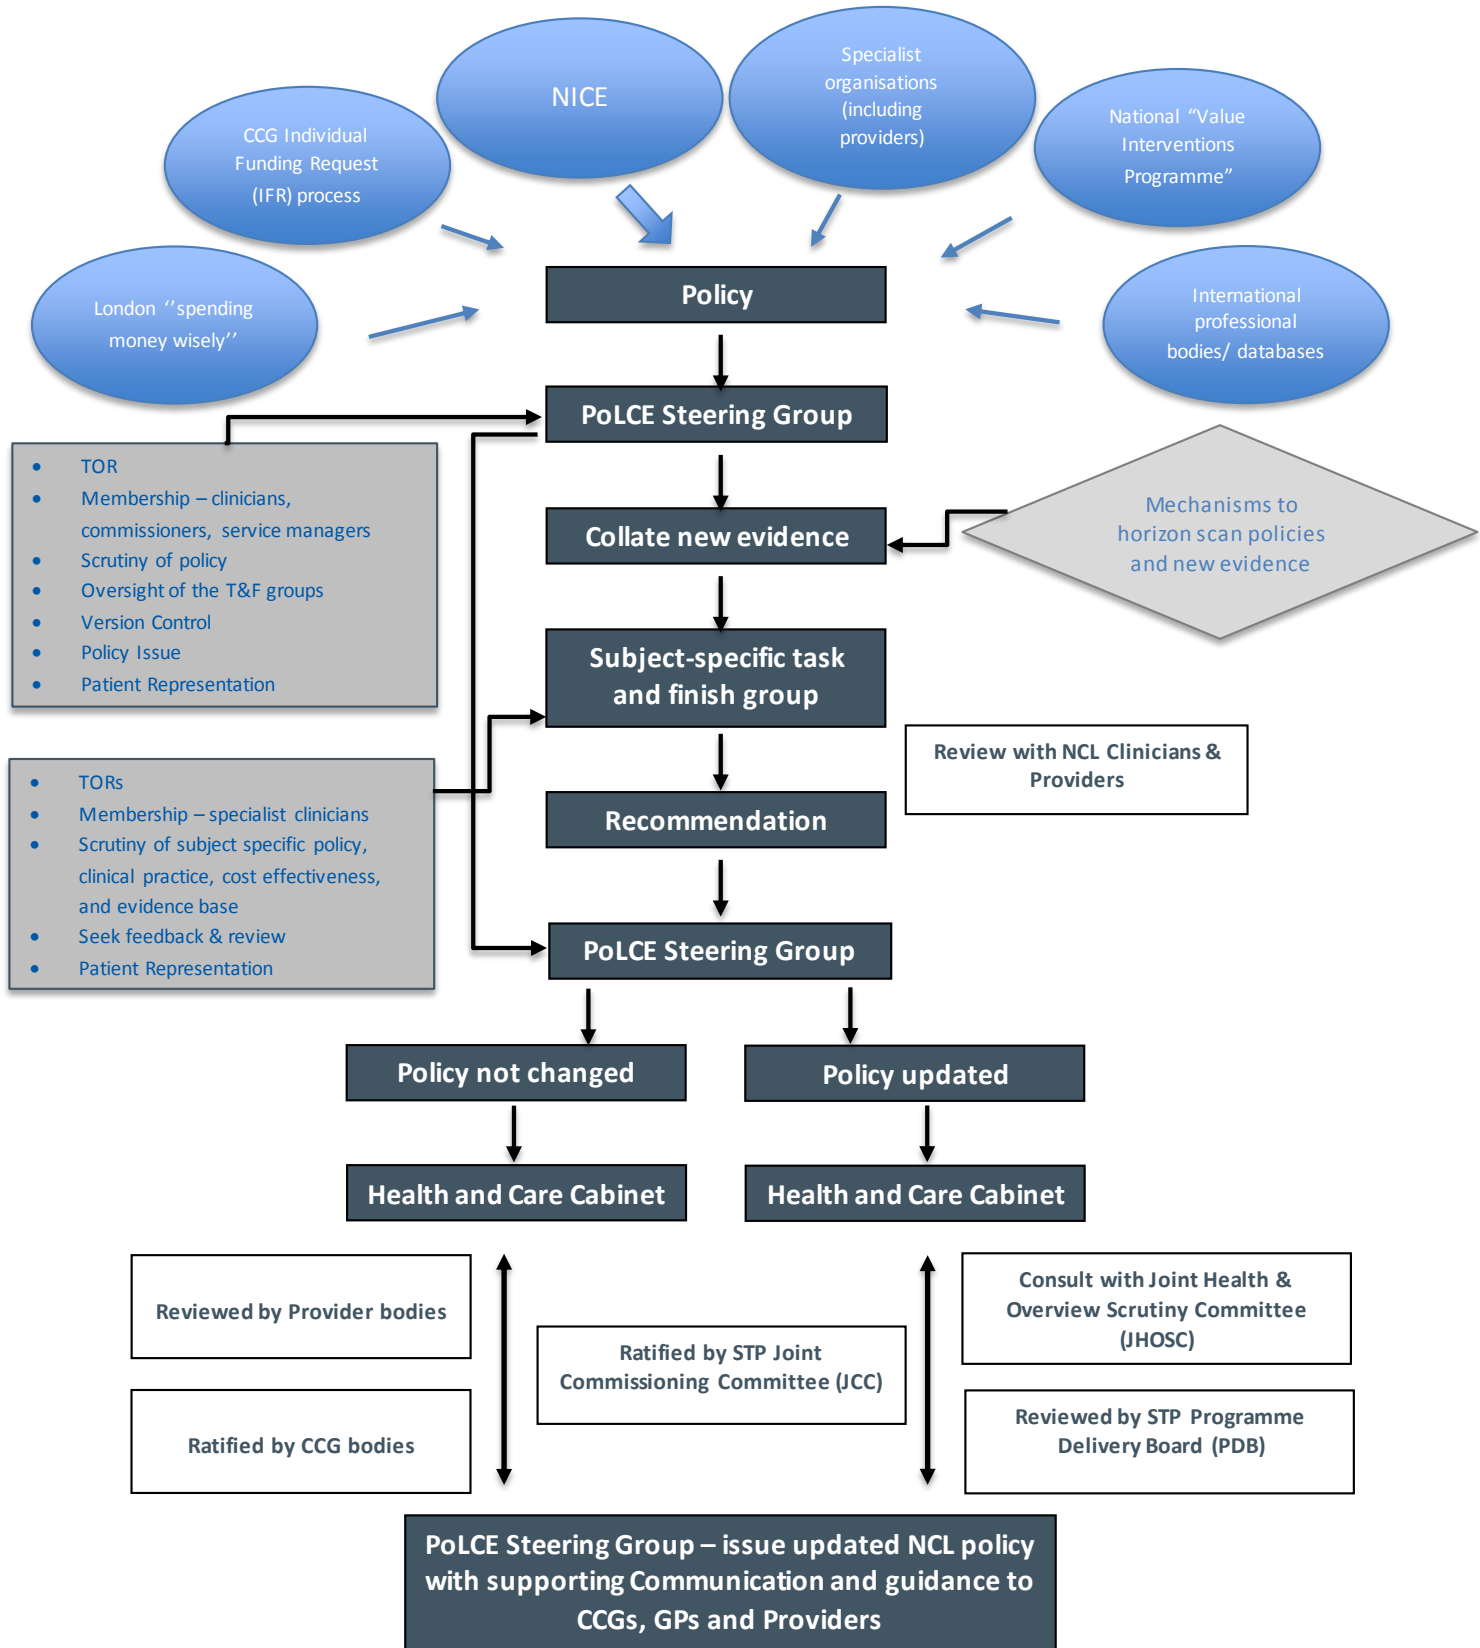 NICE
Specialist
organisations
(including
providers)
CCG Individual
Funding Request
(IFR) process
National “Value
Interventions
Programme”
London ‘’spending
money wisely’’
International
professional
bodies/ databases
Policy
PoLCE Steering Group
• TOR
• Membership – clinicians,
commissioners, service managers
• Scrutiny of policy
• Oversight of the T&F groups
• Version Control
• Policy Issue
• Patient Representation
Collate new evidence
Mechanisms to
horizon scan policies
and new evidence
Subject-specific task
and finish group
Review with NCL Clinicians &
Providers
• TORs
• Membership – specialist clinicians
• Scrutiny of subject specific policy,
clinical practice, cost effectiveness,
and evidence base
• Seek feedback & review
• Patient Representation
Recommendation
PoLCE Steering Group
Policy not changed
Policy updated
Health and Care Cabinet
Health and Care Cabinet
Reviewed by Provider bodies
Ratified by CCG bodies
Ratified by STP Joint
Commissioning Committee (JCC)
Consult with Joint Health &
Overview Scrutiny Committee
(JHOSC)
Reviewed by STP Programme
Delivery Board (PDB)
PoLCE Steering Group – issue updated NCL policy
with supporting Communication and guidance to
CCGs, GPs and Providers